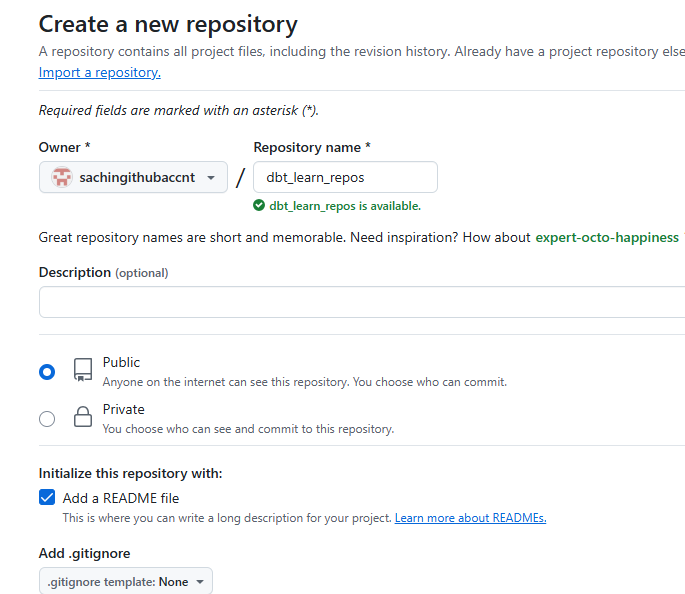 Create a new repository
A repository contains all project files, including the revision history. Already have a project repository else
Import a repository.
Required fields are marked with an asterisk (*).
Owner * Repository name *
sachingithubaccnt / dbt_learn_repos
dbt_learn_repos is available.
Great repository names are short and memorable. Need inspiration? How about expert-octo-happiness
Description (optional)
Public
Anyone on the internet can see this repository. You choose who can commit.
Private
You choose who can see and commit to this repository.
Initialize this repository with:
Add a README file
This is where you can write a long description for your project. Learn more about READMEs.
Add .gitignore
.gitignore template: None